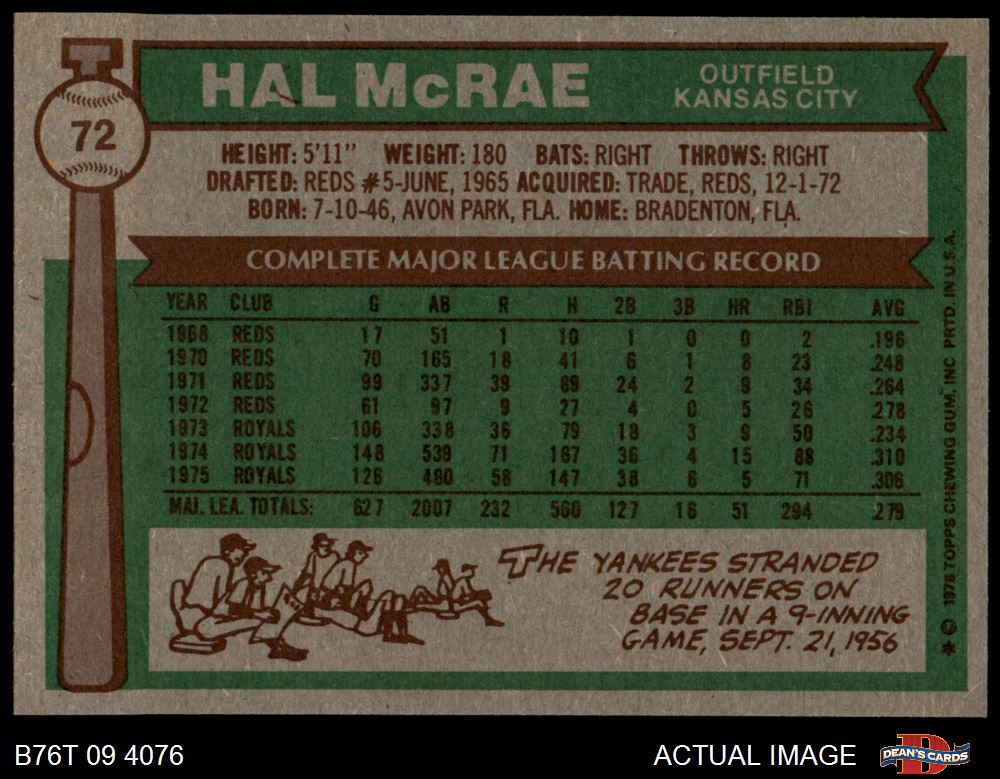 72
HAL McRAE
OUTFIELD
KANSAS CITY
HEIGHT: 5'11" WEIGHT: 180 BATS: RIGHT THROWS: RIGHT
DRAFTED: REDS #5-JUNE, 1965 ACQUIRED: TRADE, REDS, 12-1-72
BORN: 7-10-46, AVON PARK, FLA. HOME: BRADENTON, FLA.
COMPLETE MAJOR LEAGUE BATTING RECORD
YEAR CLUB G AB R H 2B 3B HR RBI AVG
1968 REDS 17 51 1 10 1 0 0 2 .196
1970 REDS 70 165 18 41 6 1 8 23 .248
1971 REDS 99 337 39 89 24 2 9 34 .264
1972 REDS 61 97 9 27 4 0 5 26 .278
1973 ROYALS 106 338 36 79 18 3 9 50 .234
1974 ROYALS 148 539 71 167 36 4 15 88 .310
1975 ROYALS 126 480 58 147 38 6 5 71 .306
MAJ. LEA. TOTALS: 627 2007 232 560 127 16 51 294 .279
THE YANKEES STRANDED
20 RUNNERS ON
BASE IN A 9-INNING
GAME, SEPT. 21, 1956
* © 1976 TOPPS CHEWING GUM, INC PRTD. IN U.S.A.
B76T 09 4076
ACTUAL IMAGE
DEAN'S CARDS